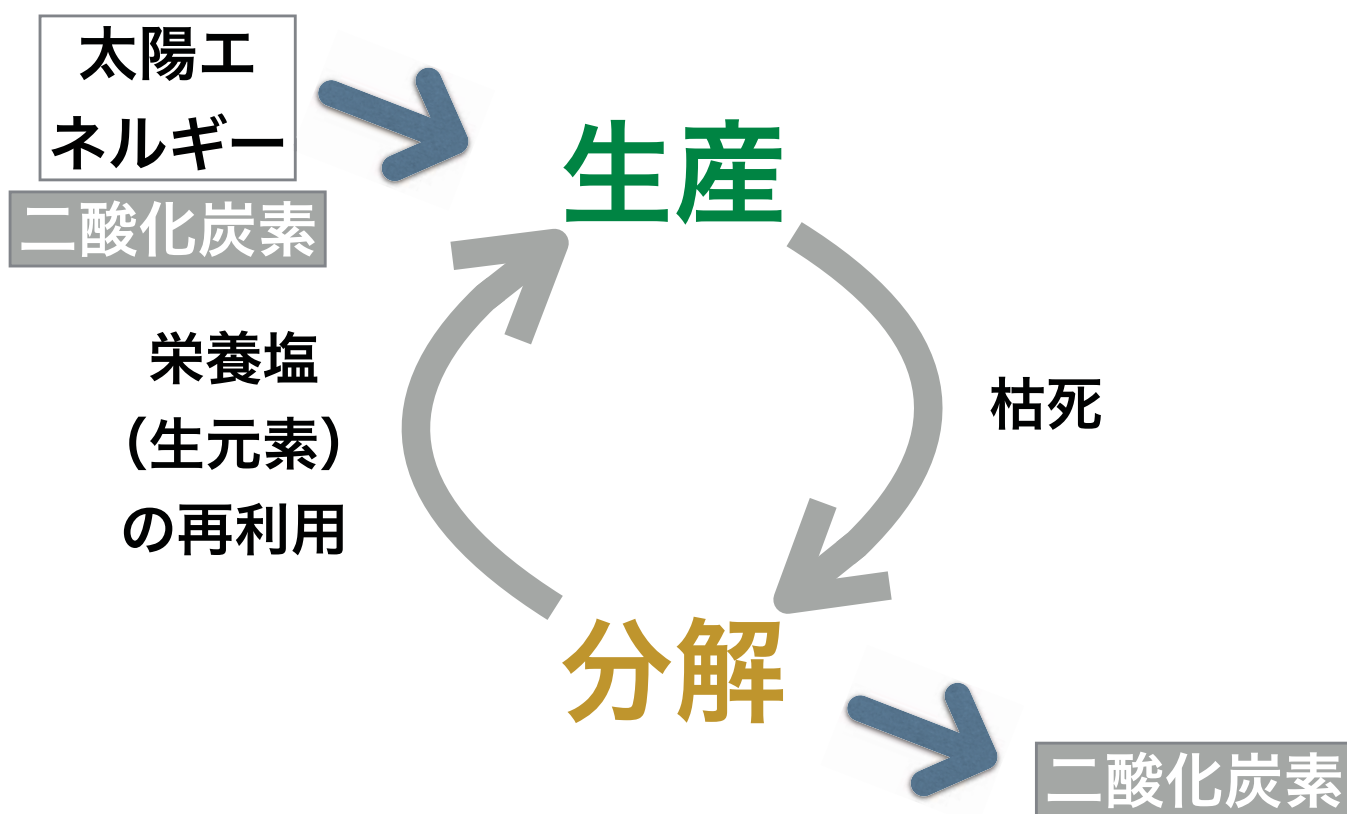 太陽エ
ネルギー
二酸化炭素
生産
栄養塩
（生元素）
の再利用
枯死
分解
二酸化炭素